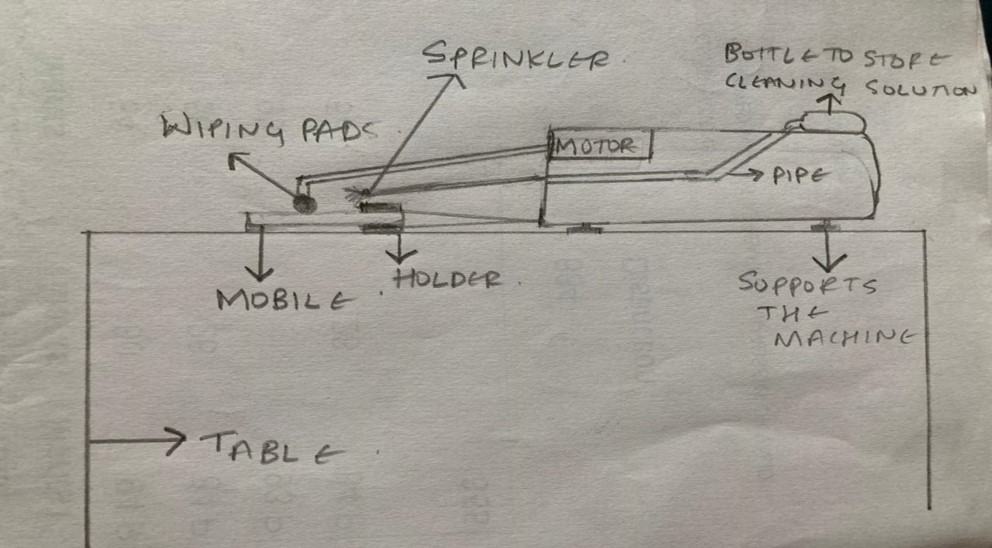 SPRINKLER.
BOTTLE TO STORE
CLEANING SOLUTION
WIPING PADS
MOTOR
PIPE
MOBILE.
HOLDER.
SUPPORTS
THE
MACHINE
TABLE.